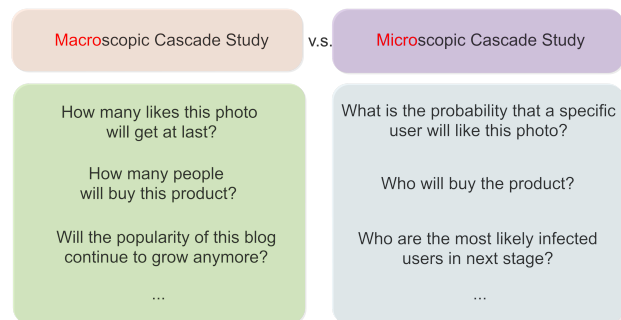 Macroscopic Cascade Study
v.s.
Microscopic Cascade Study
How many likes this photo
will get at last?
How many people
will buy this product?
Will the popularity of this blog
continue to grow anymore?
...
What is the probability that a specific
user will like this photo?
Who will buy the product?
Who are the most likely infected
users in next stage?
...